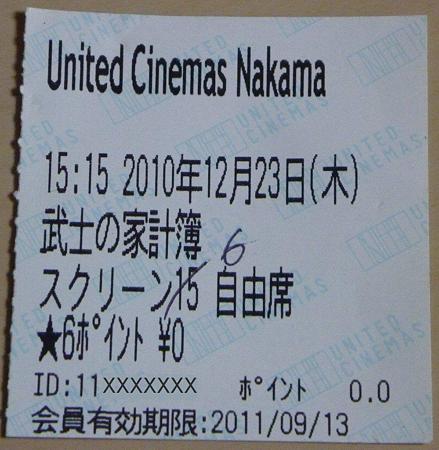 United Cinemas Nakama
15:15 2010年12月23日(木)
武士の家計簿
6
スクリーン15 自由席
★6ポイント ¥0
ID:11XXXXXXX ポイント 0.0
会員有効期限:2011/09/13